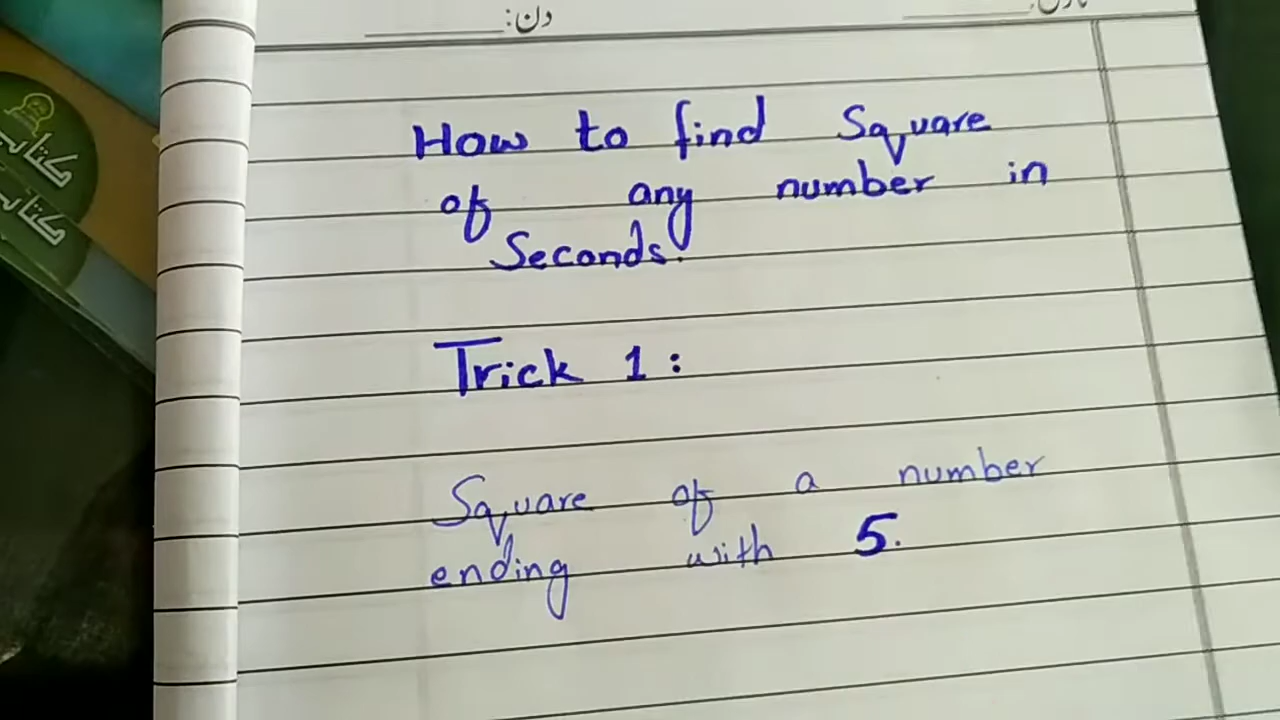 دن:
How to find Square
of any number in
Seconds.
Trick 1:
Square of a number
ending with 5.